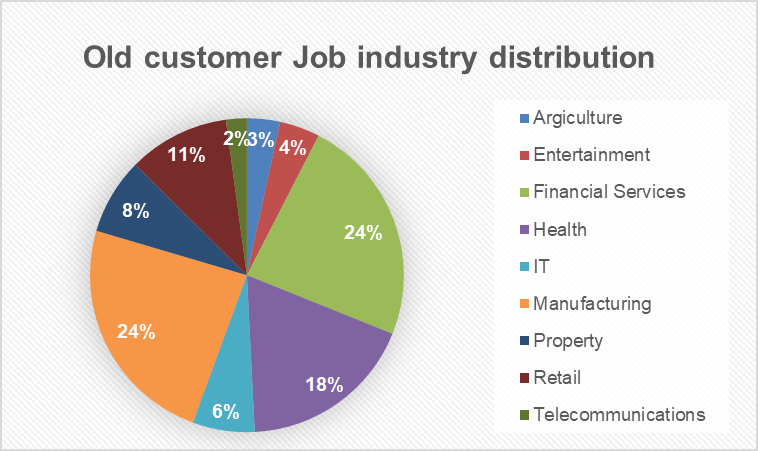 Old customer Job industry distribution
2%
3%
4%
11%
24%
8%
24%
18%
6%
Argiculture
Entertainment
Financial Services
Health
IT
Manufacturing
Property
Retail
Telecommunications